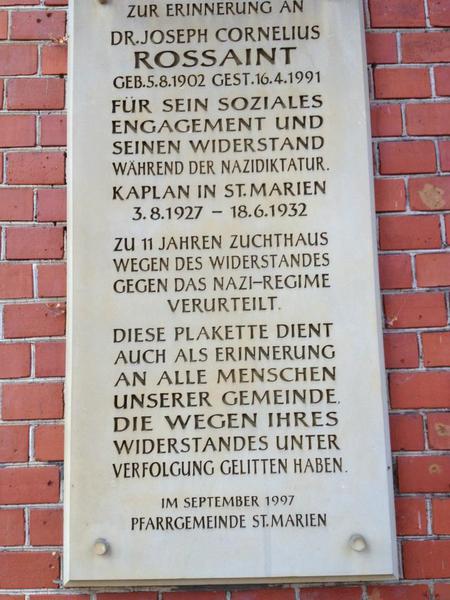 ZUR ERINNERUNG AN
DR.JOSEPH CORNELIUS
ROSSAINT
GEB.5.8.1902 GEST.16.4.1991
FÜR SEIN SOZIALES
ENGAGEMENT UND
SEINEN WIDERSTAND
WÄHREND DER NAZIDIKTATUR.
KAPLAN IN ST.MARIEN
3.8.1927 – 18.6.1932
ZU 11 JAHREN ZUCHTHAUS
WEGEN DES WIDERSTANDES
GEGEN DAS NAZI-REGIME
VERURTEILT.
DIESE PLAKETTE DIENT
AUCH ALS ERINNERUNG
AN ALLE MENSCHEN
UNSERER GEMEINDE,
DIE WEGEN IHRES
WIDERSTANDES UNTER
VERFOLGUNG GELITTEN HABEN.
IM SEPTEMBER 1997
PFARRGEMEINDE ST.MARIEN